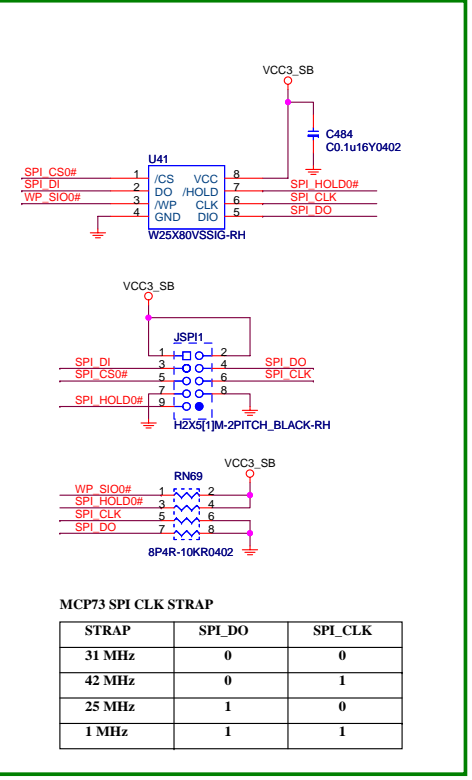 VCC3_SB
C484
C0.1u16Y0402
U41
SPI_CS0# 1 /CS VCC 8
SPI_DI 2 DO /HOLD 7 SPI_HOLD0#
WP_SIO0# 3 /WP CLK 6 SPI_CLK
4 GND DIO 5 SPI_DO
W25X80VSSIG-RH
VCC3_SB
JSPI1
1 2
SPI_DI 3 4 SPI_DO
SPI_CS0# 5 6 SPI_CLK
7 8
SPI_HOLD0# 9
H2X5[1]M-2PITCH_BLACK-RH
VCC3_SB
RN69
WP_SIO0# 1 2
SPI_HOLD0# 3 4
SPI_CLK 5 6
SPI_DO 7 8
8P4R-10KR0402
MCP73 SPI CLK STRAP
STRAP SPI_DO SPI_CLK
31 MHz 0 0
42 MHz 0 1
25 MHz 1 0
1 MHz 1 1